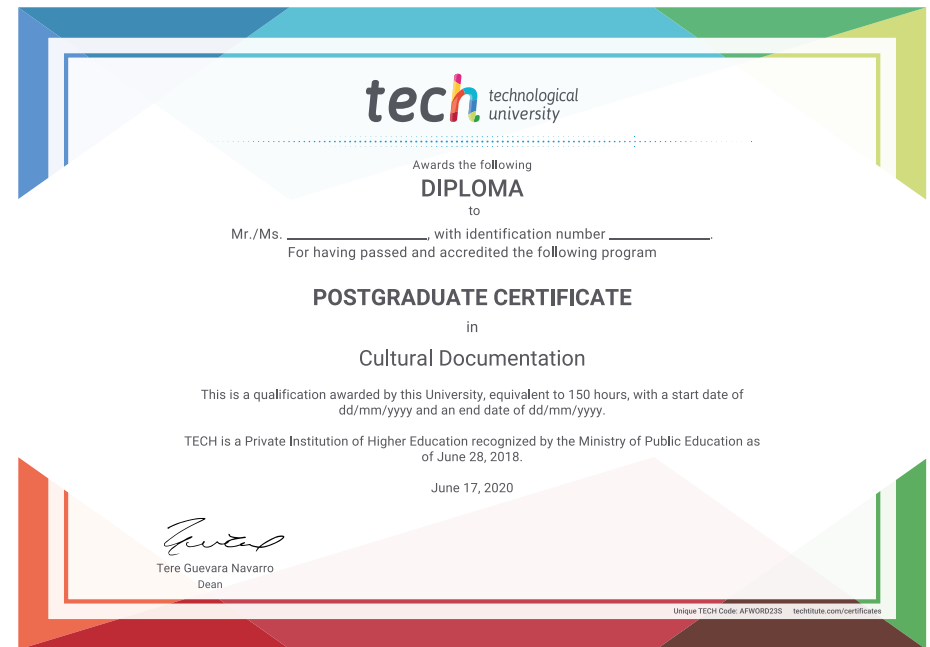 tech technological
university
Awards the following
DIPLOMA
to
Mr./Ms. ____________________, with identification number ______________.
For having passed and accredited the following program
POSTGRADUATE CERTIFICATE
in
Cultural Documentation
This is a qualification awarded by this University, equivalent to 150 hours, with a start date of
dd/mm/yyyy and an end date of dd/mm/yyyy.
TECH is a Private Institution of Higher Education recognized by the Ministry of Public Education as
of June 28, 2018.
June 17, 2020
Tere Guevara Navarro
Dean
Unique TECH Code: AFWORD23S techtitute.com/certificates